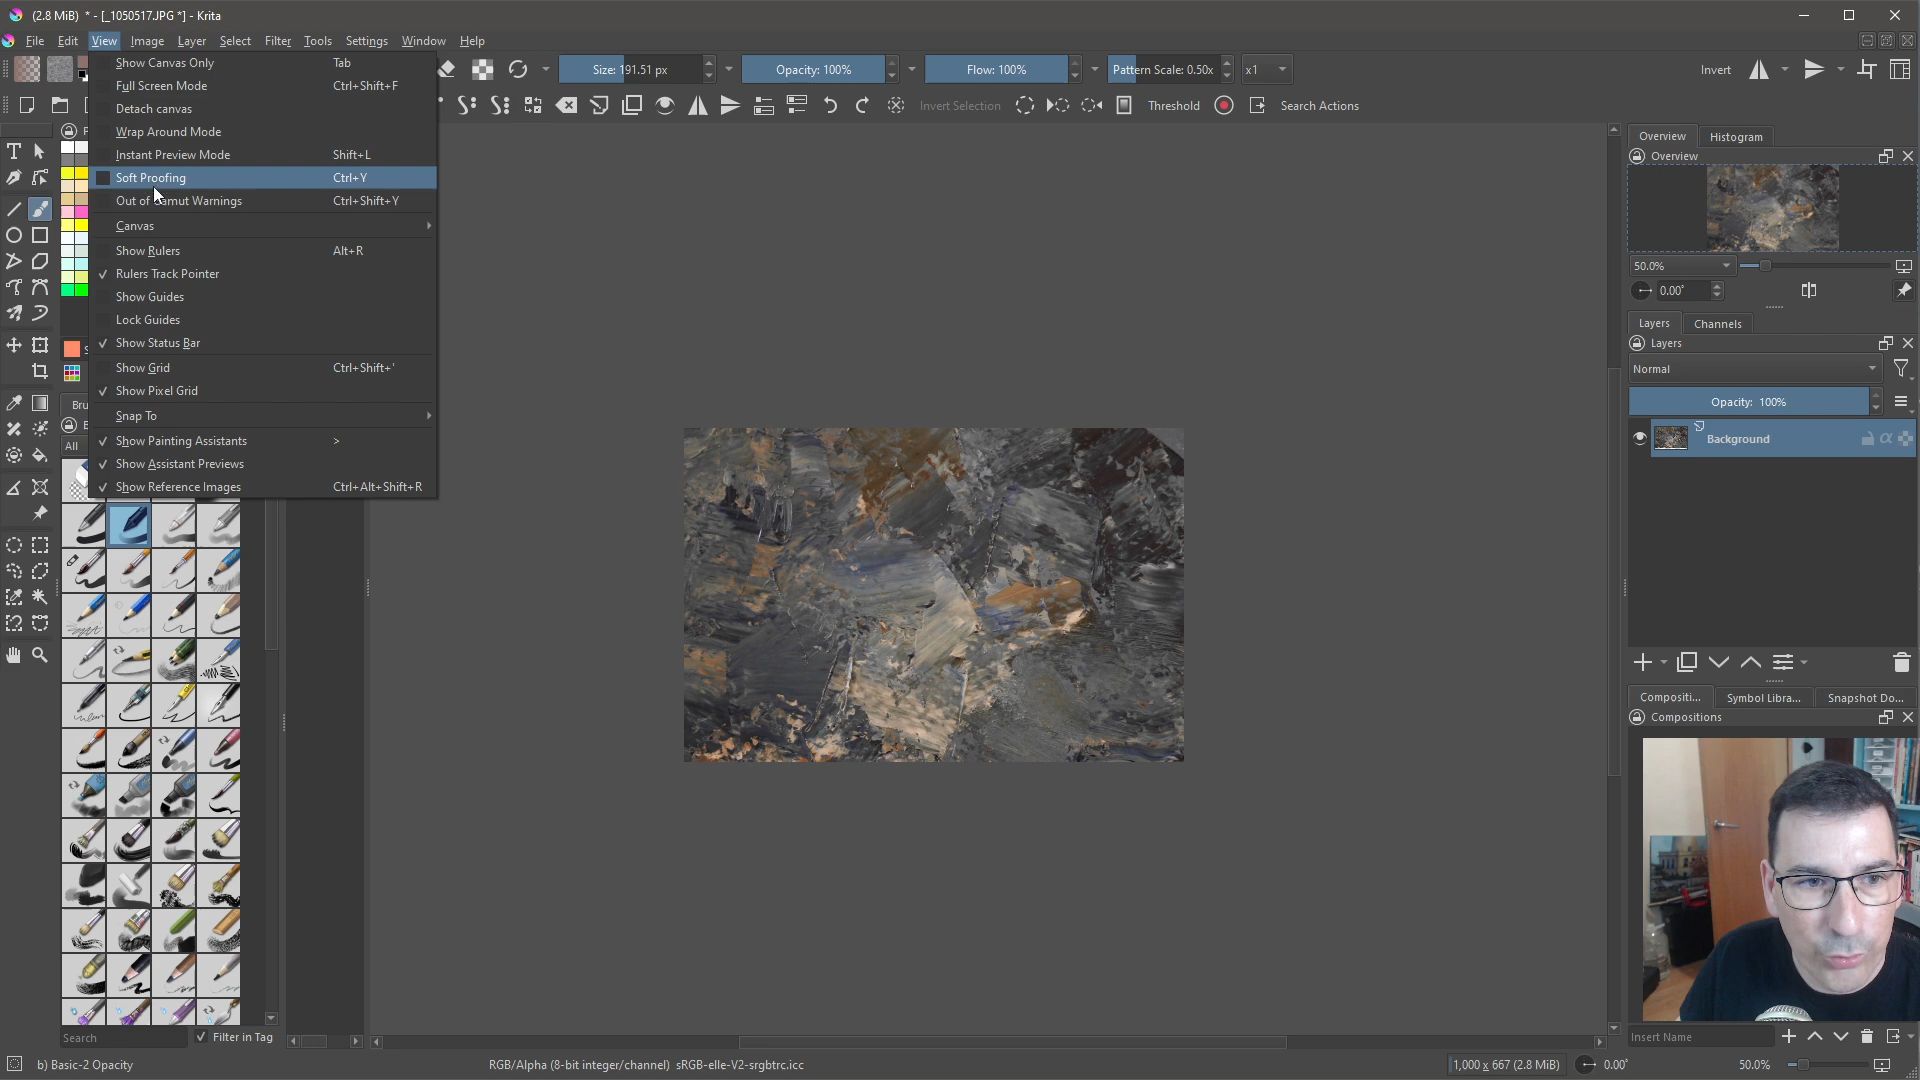 (2.8 MiB) * - [_1050517.JPG *] - Krita
File Edit View Image Layer Select Filter Tools Settings Window Help
Size: 191.51 px
Opacity: 100%
Flow: 100%
Pattern Scale: 0.50x
x1
Invert
Invert Selection
Threshold
Search Actions
Show Canvas Only Tab
Full Screen Mode Ctrl+Shift+F
Detach canvas
Wrap Around Mode
Instant Preview Mode Shift+L
Soft Proofing Ctrl+Y
Out of Gamut Warnings Ctrl+Shift+Y
Canvas
Show Rulers Alt+R
Rulers Track Pointer
Show Guides
Lock Guides
Show Status Bar
Show Grid Ctrl+Shift+'
Show Pixel Grid
Snap To
Show Painting Assistants >
Show Assistant Previews
Show Reference Images Ctrl+Alt+Shift+R
Bru
All
Search
Filter in Tag
b) Basic-2 Opacity
RGB/Alpha (8-bit integer/channel) sRGB-elle-V2-srgbtrc.icc
1,000 x 667 (2.8 MiB)
0.00°
50.0%
Overview Histogram
Overview
50.0%
0.00°
Layers Channels
Layers
Normal
Opacity: 100%
Background
Compositi... Symbol Libra... Snapshot Do...
Compositions
Insert Name